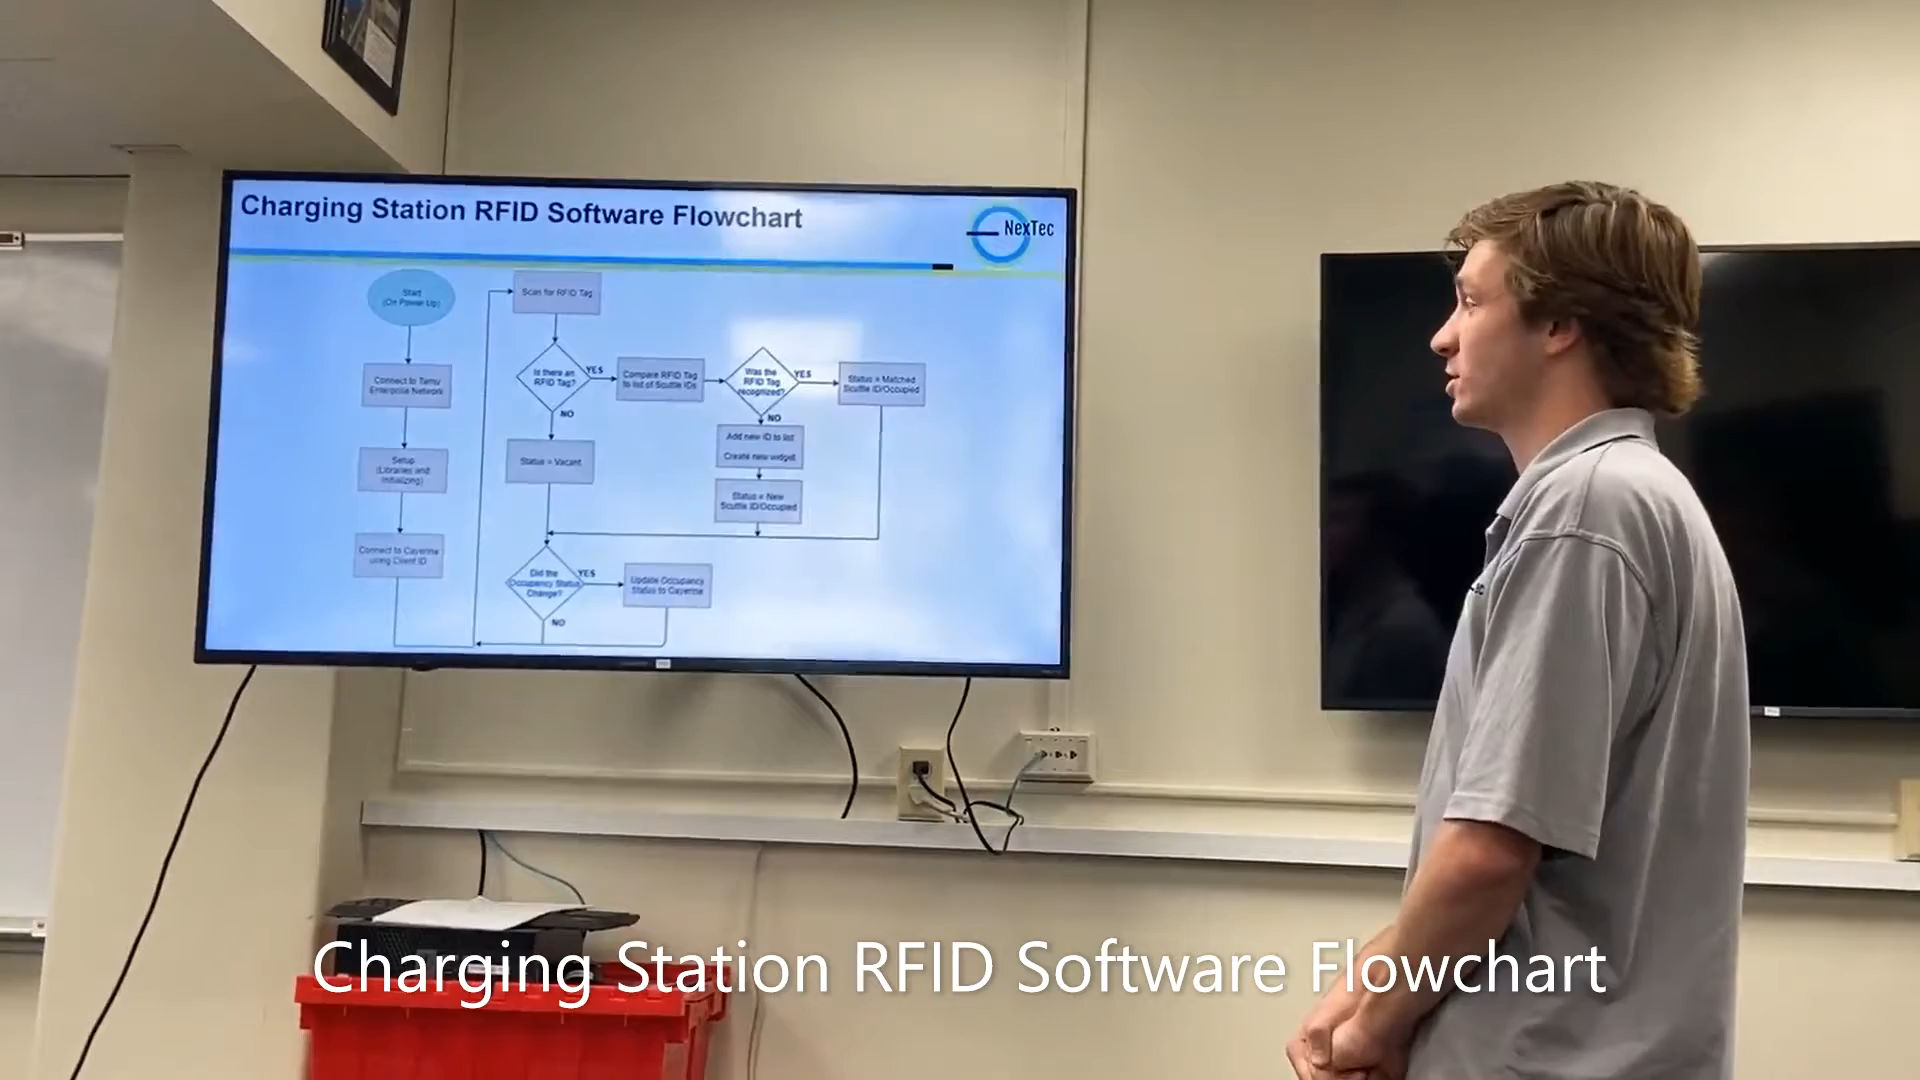 Charging Station RFID Software Flowchart
NexTec
Start
(On Power Up)
Connect to Tamu
Enterprise Network
Setup
(Libraries and
Initializing)
Connect to Cayenne
using Client ID
Scan for RFID Tag
Is there an
RFID Tag?
YES
NO
Compare RFID Tag
to list of Scuttle IDs
Was the
RFID Tag
recognized?
YES
NO
Status = Matched
Scuttle ID/Occupied
Add new ID to list
Create new widget
Status = New
Scuttle ID/Occupied
Status = Vacant
Did the
Occupancy Status
Change?
YES
NO
Update Occupancy
Status to Cayenne
Charging Station RFID Software Flowchart